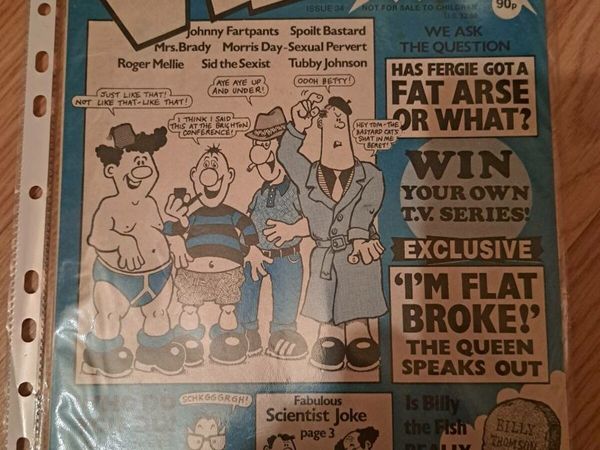 ISSUE 34
NOT FOR SALE TO CHILDREN
90p
Johnny Fartpants Spoilt Bastard
Mrs.Brady Morris Day-Sexual Pervert
Roger Mellie Sid the Sexist Tubby Johnson
WE ASK
THE QUESTION
HAS FERGIE GOT A
FAT ARSE
OR WHAT?
JUST LIKE THAT!
NOT LIKE THAT-LIKE THAT!
I THINK I SAID
THIS AT THE BRIGHTON
CONFERENCE!
AYE AYE UP
AND UNDER!
OOOH BETTY!
HEY TOM-THE
BASTARD CAT'S
SHAT IN ME
BERET!
WIN
YOUR OWN
T.V. SERIES!
EXCLUSIVE
'I'M FLAT
BROKE!'
THE QUEEN
SPEAKS OUT
SCHKGGGRGH!
Fabulous
Scientist Joke
page 3
Is Billy
the Fish
REALLY
BILLY
THOMSON